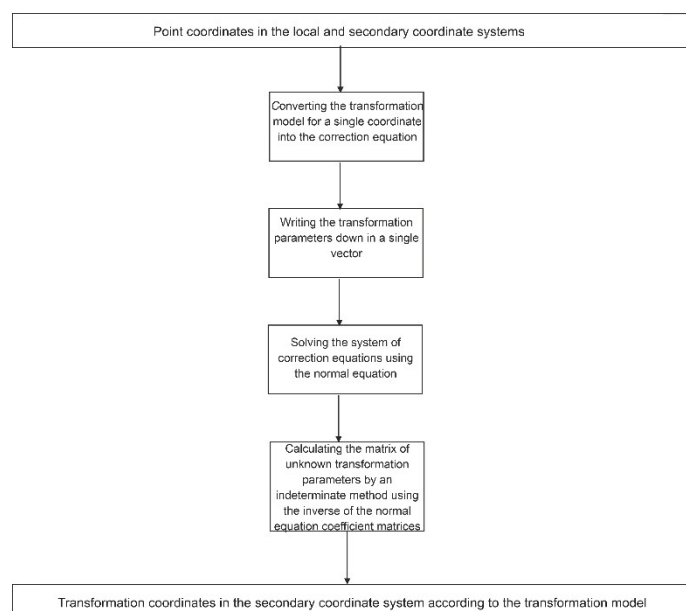 Point coordinates in the local and secondary coordinate systems
Converting the transformation
model for a single coordinate
into the correction equation
Writing the transformation
parameters down in a single
vector
Solving the system of
correction equations using
the normal equation
Calculating the matrix of
unknown transformation
parameters by an
indeterminate method using
the inverse of the normal
equation coefficient matrices
Transformation coordinates in the secondary coordinate system according to the transformation model